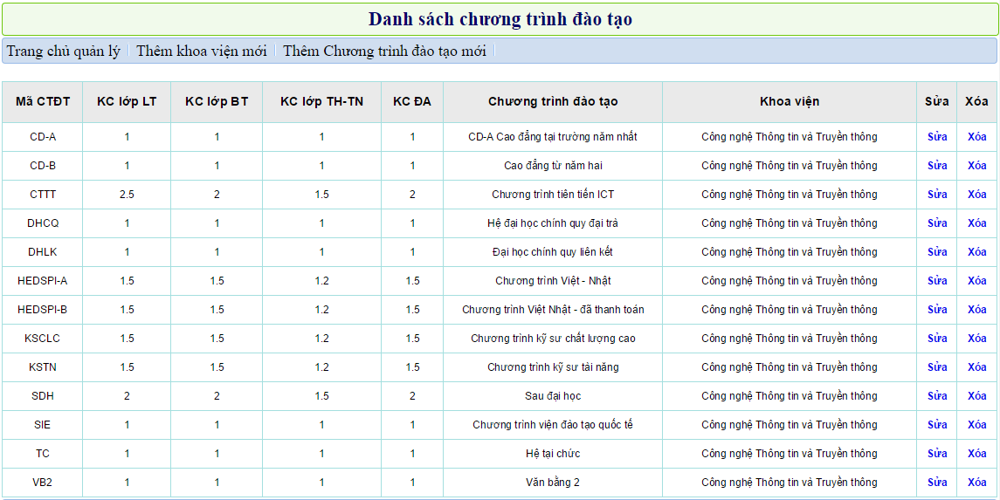 Danh sách chương trình đào tạo
Trang chủ quản lý Thêm khoa viện mới Thêm Chương trình đào tạo mới
Mã CTĐT KC lớp LT KC lớp BT KC lớp TH-TN KC ĐA Chương trình đào tạo Khoa viện Sửa Xóa
CD-A 1 1 1 1 CD-A Cao đẳng tại trường năm nhất Công nghệ Thông tin và Truyền thông Sửa Xóa
CD-B 1 1 1 1 Cao đẳng từ năm hai Công nghệ Thông tin và Truyền thông Sửa Xóa
CTTT 2.5 2 1.5 2 Chương trình tiên tiến ICT Công nghệ Thông tin và Truyền thông Sửa Xóa
DHCQ 1 1 1 1 Hệ đại học chính quy đại trà Công nghệ Thông tin và Truyền thông Sửa Xóa
DHLK 1 1 1 1 Đại học chính quy liên kết Công nghệ Thông tin và Truyền thông Sửa Xóa
HEDSPI-A 1.5 1.5 1.2 1.5 Chương trình Việt - Nhật Công nghệ Thông tin và Truyền thông Sửa Xóa
HEDSPI-B 1.5 1.5 1.2 1.5 Chương trình Việt Nhật - đã thanh toán Công nghệ Thông tin và Truyền thông Sửa Xóa
KSCLC 1.5 1.5 1.2 1.5 Chương trình kỹ sư chất lượng cao Công nghệ Thông tin và Truyền thông Sửa Xóa
KSTN 1.5 1.5 1.2 1.5 Chương trình kỹ sư tài năng Công nghệ Thông tin và Truyền thông Sửa Xóa
SDH 2 2 1.5 2 Sau đại học Công nghệ Thông tin và Truyền thông Sửa Xóa
SIE 1 1 1 1 Chương trình viện đào tạo quốc tế Công nghệ Thông tin và Truyền thông Sửa Xóa
TC 1 1 1 1 Hệ tại chức Công nghệ Thông tin và Truyền thông Sửa Xóa
VB2 1 1 1 1 Văn bằng 2 Công nghệ Thông tin và Truyền thông Sửa Xóa